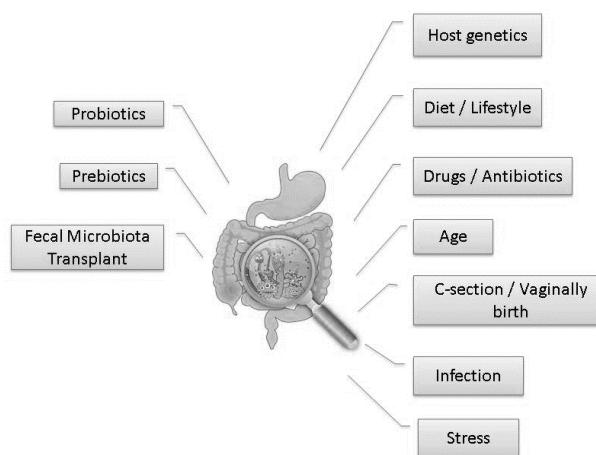 Probiotics
Prebiotics
Fecal Microbiota
Transplant
Host genetics
Diet / Lifestyle
Drugs / Antibiotics
Age
C-section / Vaginally
birth
Infection
Stress